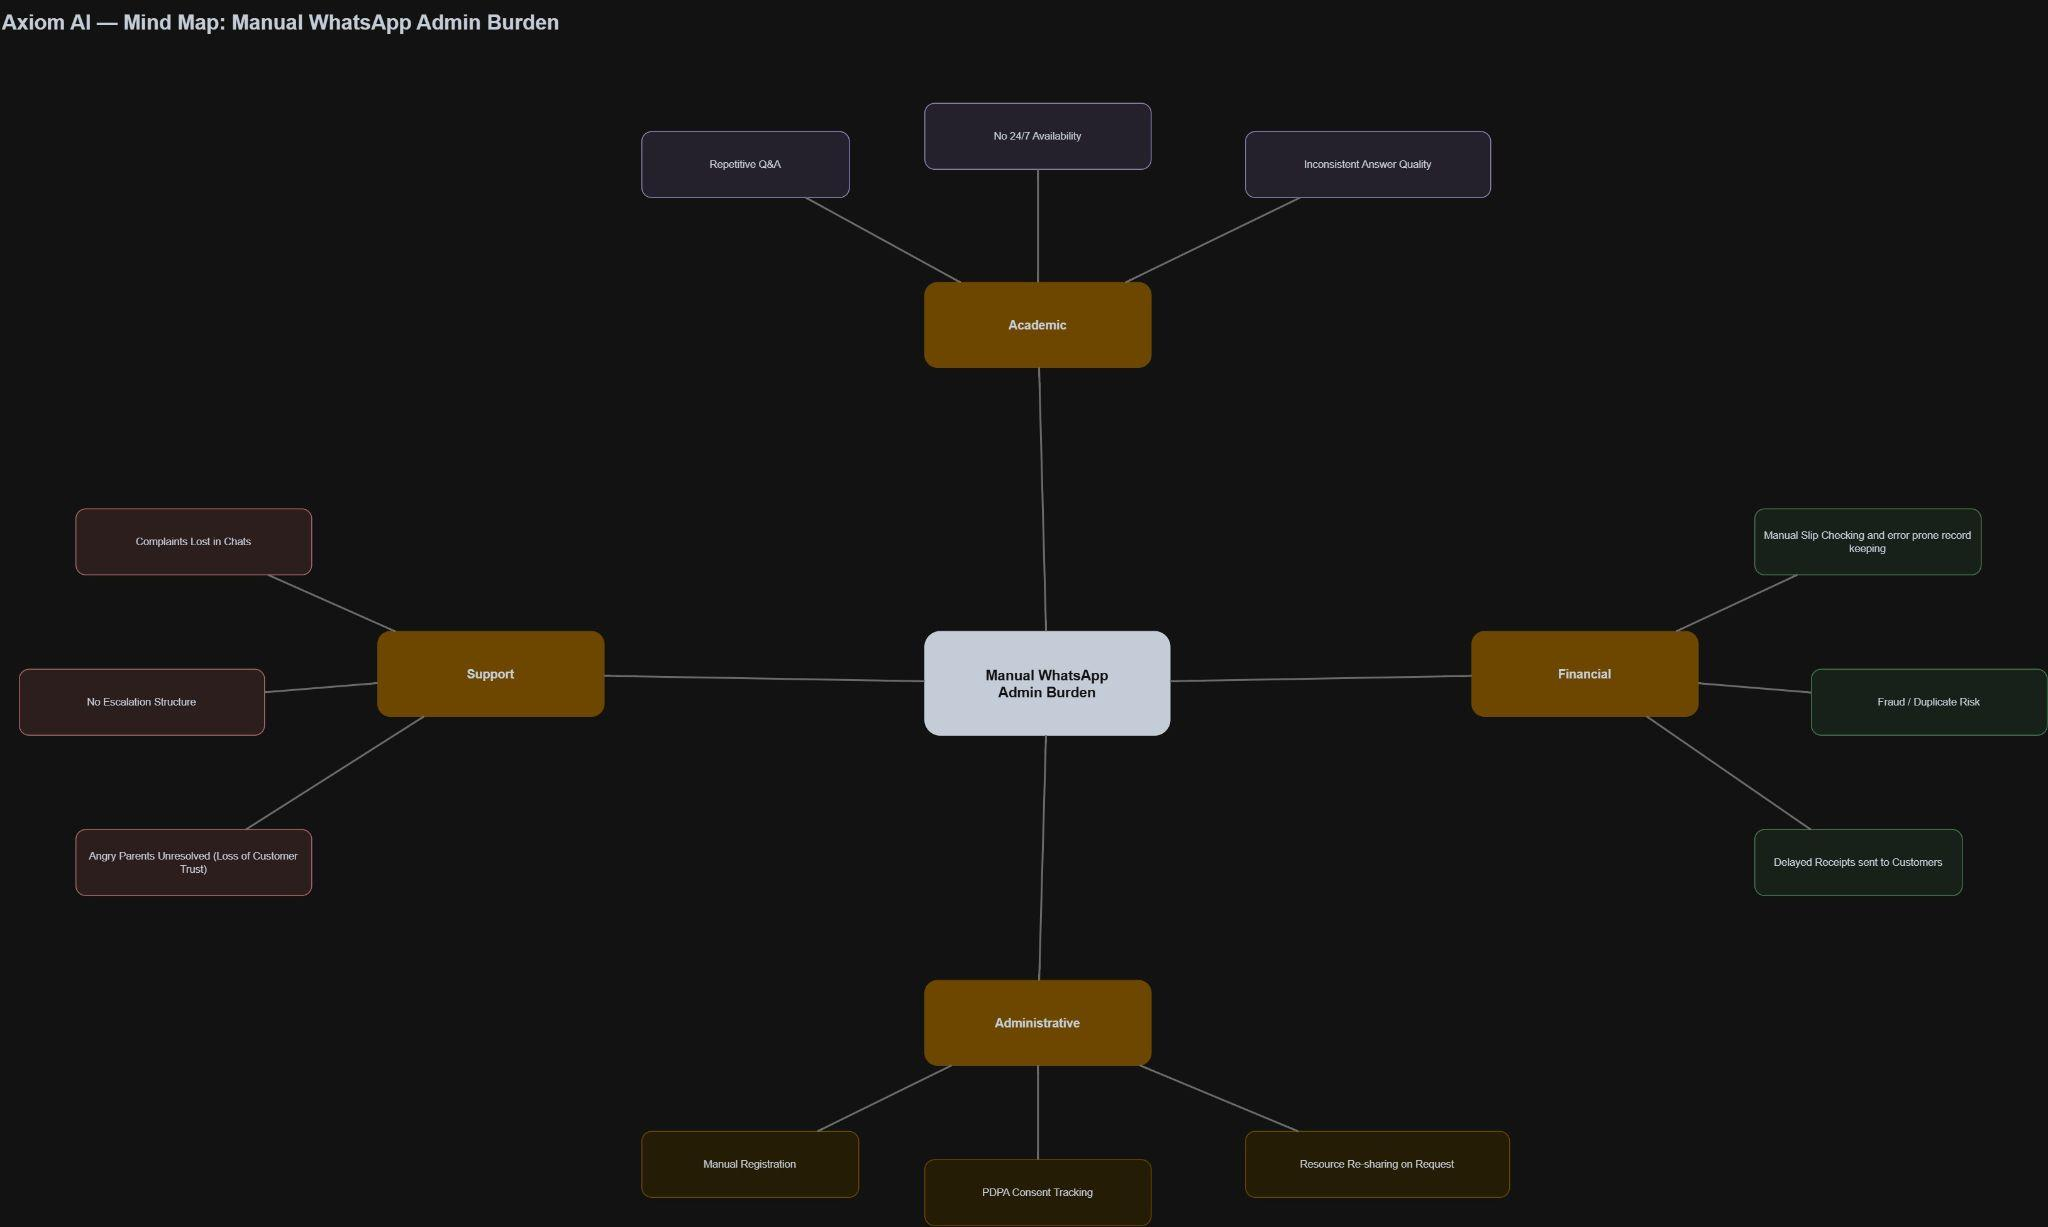 Axiom AI — Mind Map: Manual WhatsApp Admin Burden
No 24/7 Availability
Repetitive Q&A
Inconsistent Answer Quality
Academic
Complaints Lost in Chats
Manual Slip Checking and error prone record
keeping
Support
Manual WhatsApp
Admin Burden
Financial
No Escalation Structure
Fraud / Duplicate Risk
Angry Parents Unresolved (Loss of Customer
Trust)
Delayed Receipts sent to Customers
Administrative
Manual Registration
PDPA Consent Tracking
Resource Re-sharing on Request